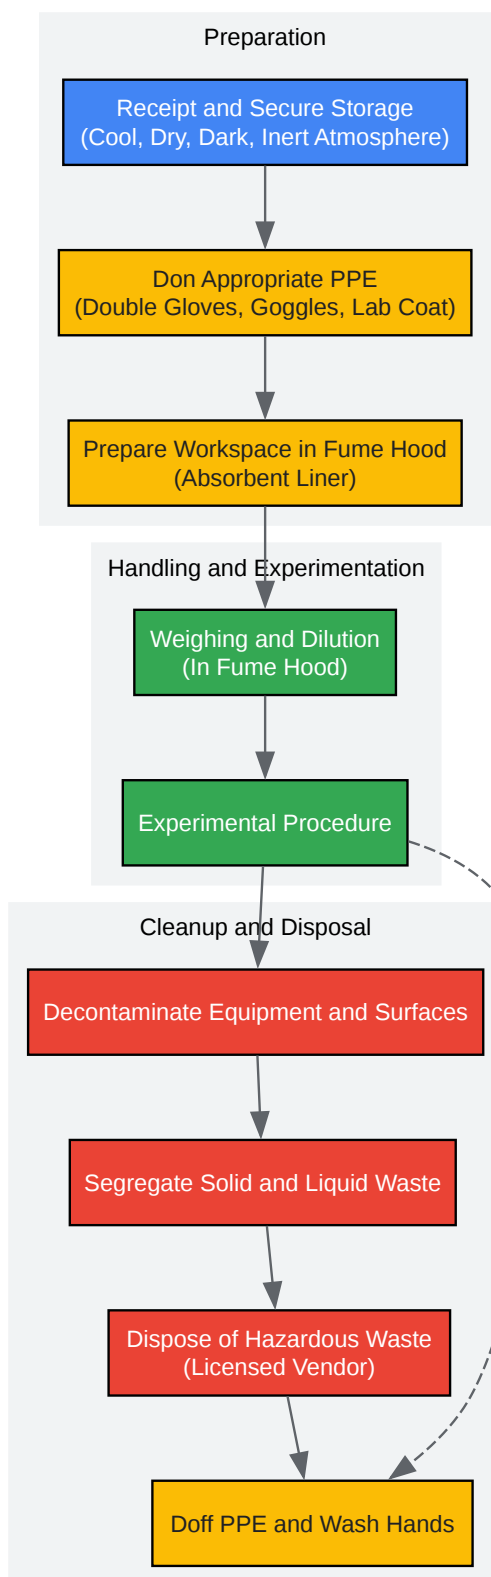 Preparation
Receipt and Secure Storage
(Cool, Dry, Dark, Inert Atmosphere)
Don Appropriate PPE
(Double Gloves, Goggles, Lab Coat)
Prepare Workspace in Fume Hood
(Absorbent Liner)
Handling and Experimentation
Weighing and Dilution
(In Fume Hood)
Experimental Procedure
Cleanup and Disposal
Decontaminate Equipment and Surfaces
Segregate Solid and Liquid Waste
Dispose of Hazardous Waste
(Licensed Vendor)
Doff PPE and Wash Hands